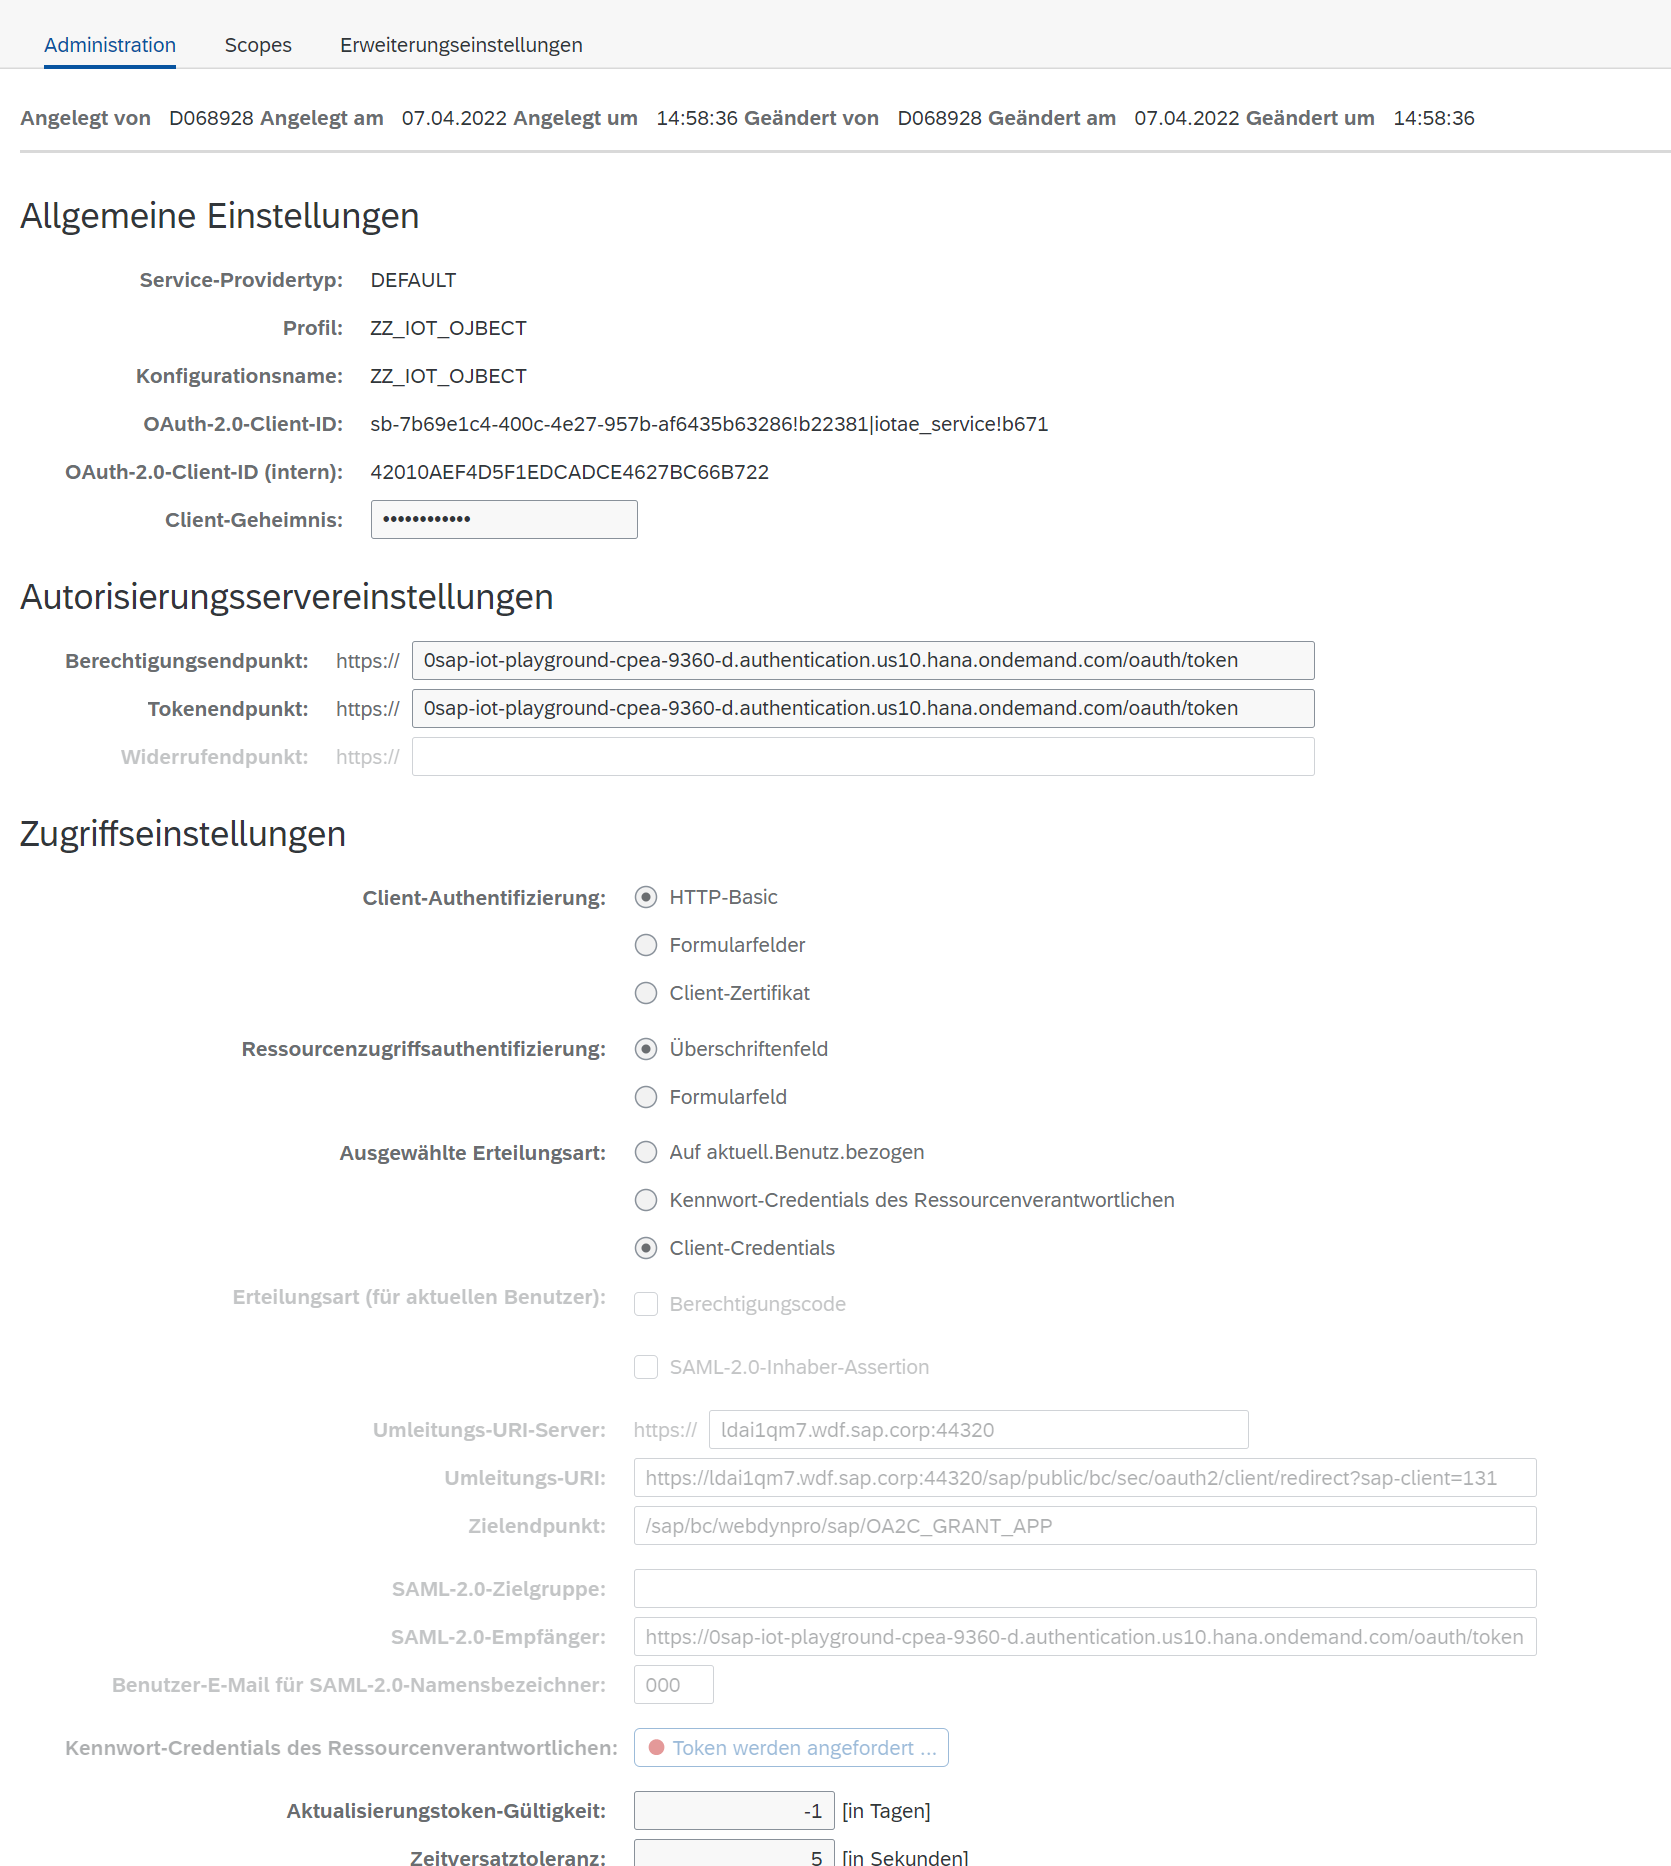 Administration Scopes Erweiterungseinstellungen
Angelegt von D068928 Angelegt am 07.04.2022 Angelegt um 14:58:36 Geändert von D068928 Geändert am 07.04.2022 Geändert um 14:58:36
Allgemeine Einstellungen
Service-Providertyp: DEFAULT
Profil: ZZ_IOT_OJBECT
Konfigurationsname: ZZ_IOT_OJBECT
OAuth-2.0-Client-ID: sb-7b69e1c4-400c-4e27-957b-af6435b63286!b22381|iotae_service!b671
OAuth-2.0-Client-ID (intern): 42010AEF4D5F1EDCADCE4627BC66B722
Client-Geheimnis: ••••••••••••
Autorisierungsservereinstellungen
Berechtigungsendpunkt: https:// 0sap-iot-playground-cpea-9360-d.authentication.us10.hana.ondemand.com/oauth/token
Tokenendpunkt: https:// 0sap-iot-playground-cpea-9360-d.authentication.us10.hana.ondemand.com/oauth/token
Widerrufendpunkt: https://
Zugriffseinstellungen
Client-Authentifizierung: HTTP-Basic
Formularfelder
Client-Zertifikat
Ressourcenzugriffsauthentifizierung: Überschriftenfeld
Formularfeld
Ausgewählte Erteilungsart: Auf aktuell.Benutz.bezogen
Kennwort-Credentials des Ressourcenverantwortlichen
Client-Credentials
Erteilungsart (für aktuellen Benutzer): Berechtigungscode
SAML-2.0-Inhaber-Assertion
Umleitungs-URI-Server: https:// ldai1qm7.wdf.sap.corp:44320
Umleitungs-URI: https://ldai1qm7.wdf.sap.corp:44320/sap/public/bc/sec/oauth2/client/redirect?sap-client=131
Zielendpunkt: /sap/bc/webdynpro/sap/OA2C_GRANT_APP
SAML-2.0-Zielgruppe:
SAML-2.0-Empfänger: https://0sap-iot-playground-cpea-9360-d.authentication.us10.hana.ondemand.com/oauth/token
Benutzer-E-Mail für SAML-2.0-Namensbezeichner: 000
Kennwort-Credentials des Ressourcenverantwortlichen: Token werden angefordert ...
Aktualisierungstoken-Gültigkeit: -1 [in Tagen]
Zeitversatztoleranz: 5 [in Sekunden]